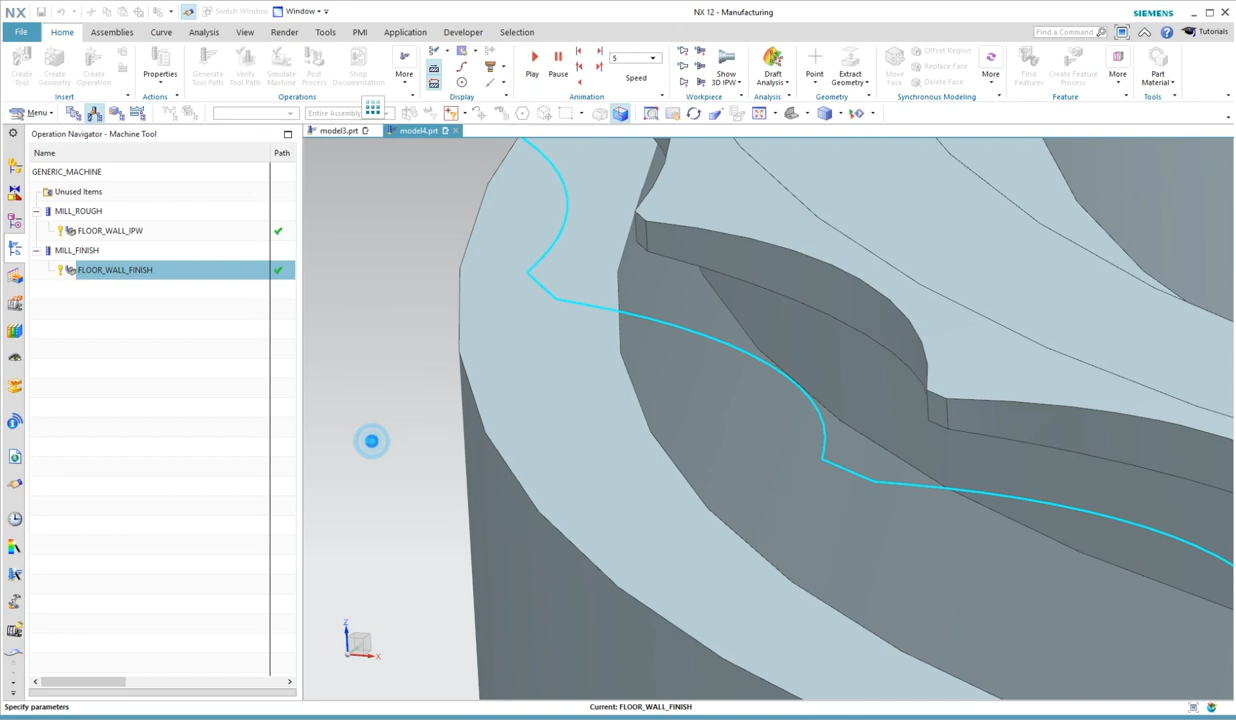 NX
Switch Window
Window
NX 12 - Manufacturing
SIEMENS
File
Home
Assemblies
Curve
Analysis
View
Render
Tools
PMI
Application
Developer
Selection
Find a Command
Tutorials
Create Tool
Create Geometry
Create Operation
Properties
Generate Tool Path
Verify Tool Path
Simulate Machine
Post Process
Shop Documentation
More
Play
Pause
5
Speed
Show 3D IPW
Draft Analysis
Point
Extract Geometry
Move Face
Offset Region
Replace Face
Delete Face
More
Find Features
Create Feature Process
More
Part Material
Insert
Actions
Operations
Display
Animation
Workpiece
Analysis
Geometry
Synchronous Modeling
Feature
Tools
Menu
Entire Assembly
Operation Navigator - Machine Tool
model3.prt
model4.prt
Name
Path
GENERIC_MACHINE
Unused Items
MILL_ROUGH
FLOOR_WALL_IPW
MILL_FINISH
FLOOR_WALL_FINISH
Z
X
Specify parameters
Current: FLOOR_WALL_FINISH